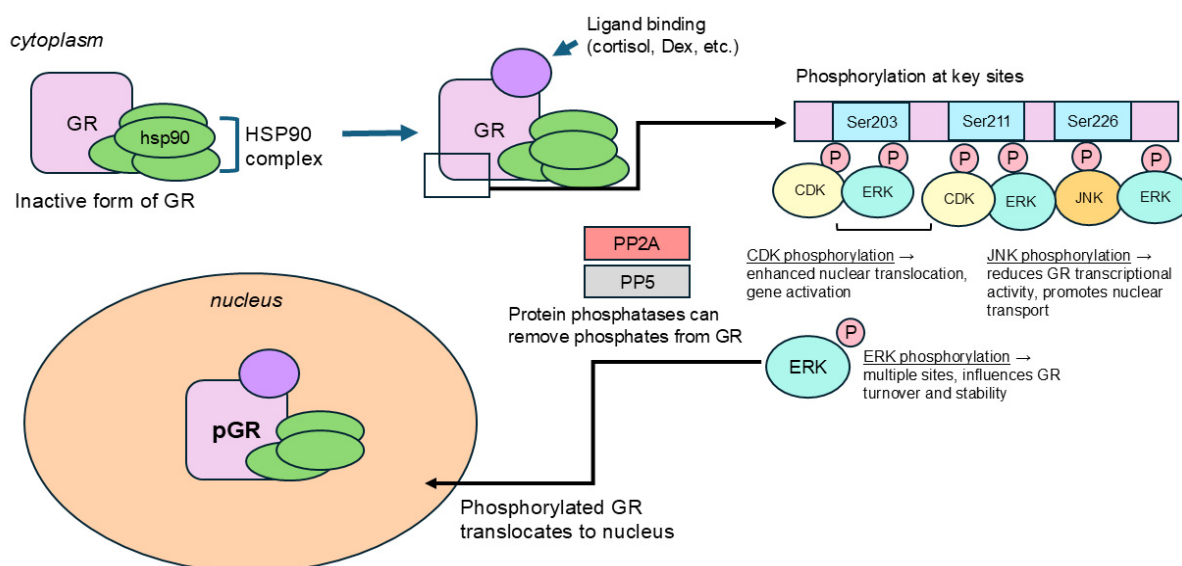 cytoplasm
GR
hsp90
HSP90
complex
Inactive form of GR
Ligand binding
(cortisol, Dex, etc.)
GR
Phosphorylation at key sites
Ser203
Ser211
Ser226
P
P
P
P
P
P
CDK
ERK
CDK
ERK
JNK
ERK
CDK phosphorylation →
enhanced nuclear translocation,
gene activation
JNK phosphorylation →
reduces GR transcriptional
activity, promotes nuclear
transport
PP2A
PP5
Protein phosphatases can
remove phosphates from GR
P
ERK
ERK phosphorylation →
multiple sites, influences GR
turnover and stability
nucleus
pGR
Phosphorylated GR
translocates to nucleus